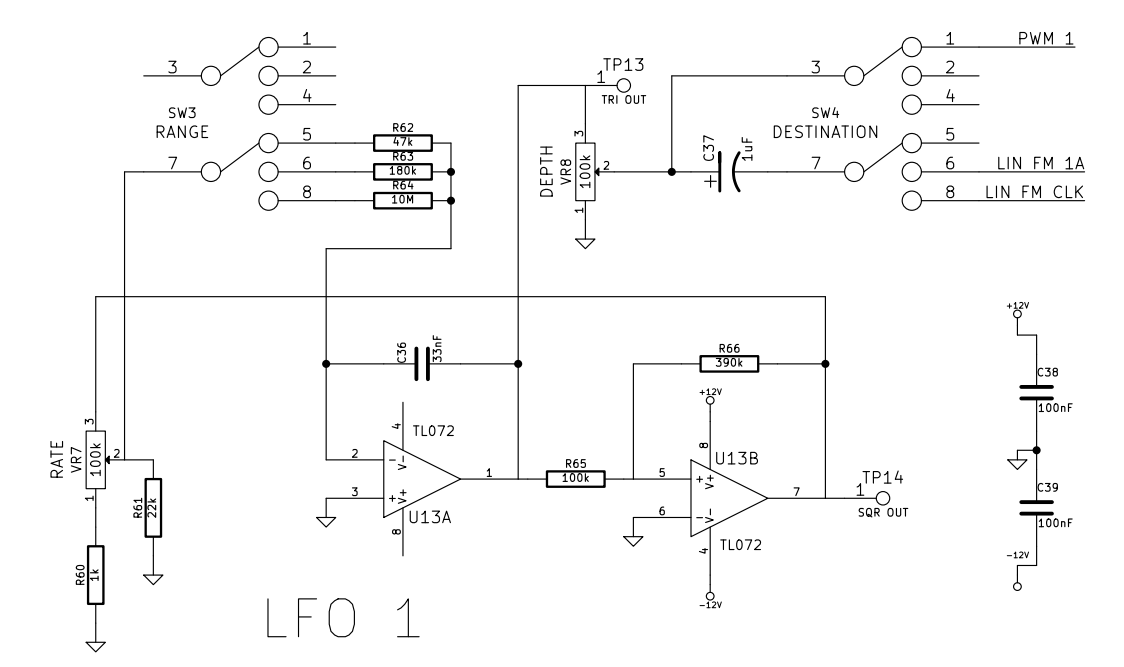 3
1
2
4
SW3
RANGE
7
5
6
8
R62
47k
R63
180k
R64
10M
TP13
1
TRI OUT
DEPTH
VR8
100k
3
2
1
C37
1uF
+
SW4
DESTINATION
3
1
2
4
PWM 1
7
5
6
8
LIN FM 1A
LIN FM CLK
C36
33nF
R66
390k
RATE
VR7
100k
3
2
1
R61
22k
R60
1k
4
TL072
2
- V-
1
3
+ V+
U13A
8
R65
100k
+12V
8
U13B
5
+ V+
7
6
- V-
TL072
4
-12V
TP14
1
SQR OUT
+12V
C38
100nF
C39
100nF
-12V
LFO 1